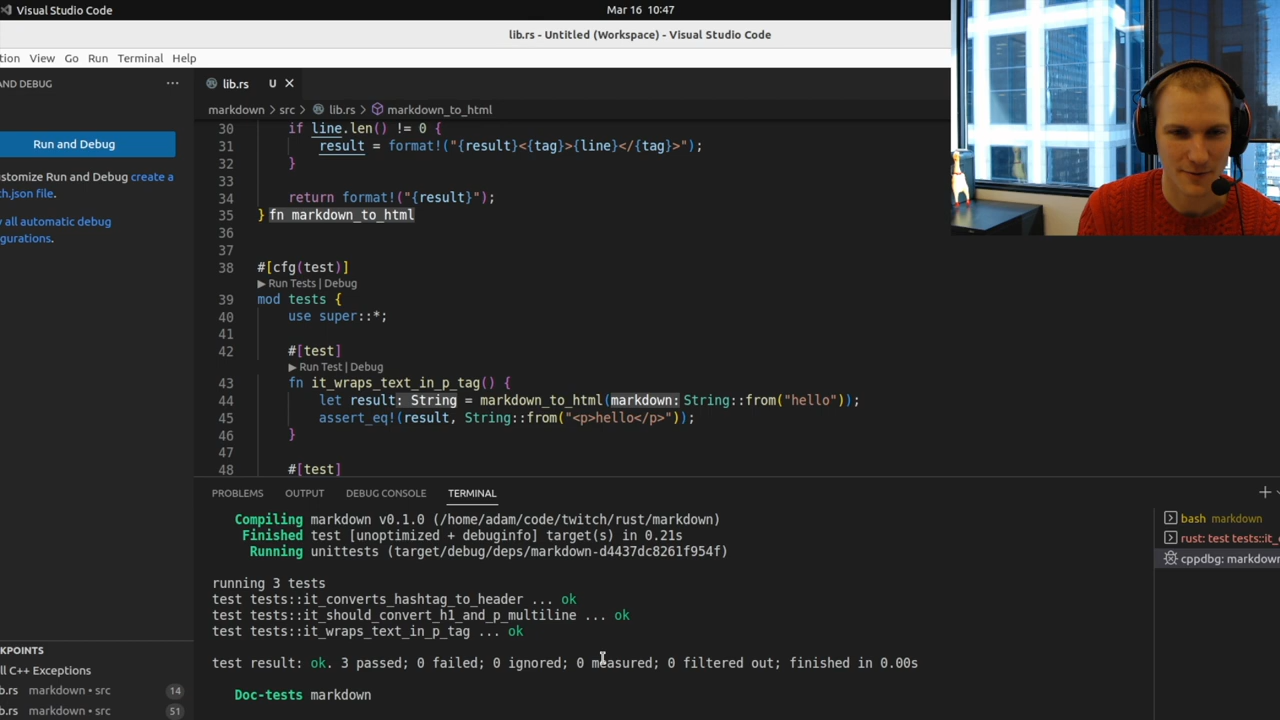 Visual Studio Code
Mar 16 10:47
lib.rs - Untitled (Workspace) - Visual Studio Code
tion View Go Run Terminal Help
AND DEBUG
Run and Debug
ustomize Run and Debug create a
ch.json file.
w all automatic debug
gurations.
lib.rs U
markdown > src > lib.rs > markdown_to_html
30 if line.len() != 0 {
31 result = format!("{result}<{tag}>{line}</{tag}>");
32 }
33
34 return format!("{result}");
35 } fn markdown_to_html
36
37
38 #[cfg(test)]
▶ Run Tests | Debug
39 mod tests {
40 use super::*;
41
42 #[test]
▶ Run Test | Debug
43 fn it_wraps_text_in_p_tag() {
44 let result: String = markdown_to_html(markdown: String::from("hello"));
45 assert_eq!(result, String::from("<p>hello</p>"));
46 }
47
48 #[test]
PROBLEMS OUTPUT DEBUG CONSOLE TERMINAL
Compiling markdown v0.1.0 (/home/adam/code/twitch/rust/markdown)
Finished test [unoptimized + debuginfo] target(s) in 0.21s
Running unittests (target/debug/deps/markdown-d4437dc8261f954f)
running 3 tests
test tests::it_converts_hashtag_to_header ... ok
test tests::it_should_convert_h1_and_p_multiline ... ok
test tests::it_wraps_text_in_p_tag ... ok
test result: ok. 3 passed; 0 failed; 0 ignored; 0 measured; 0 filtered out; finished in 0.00s
Doc-tests markdown
bash markdown
rust: test tests::it_c
cppdbg: markdown
KPOINTS
ll C++ Exceptions
b.rs markdown • src 14
b.rs markdown • src 51